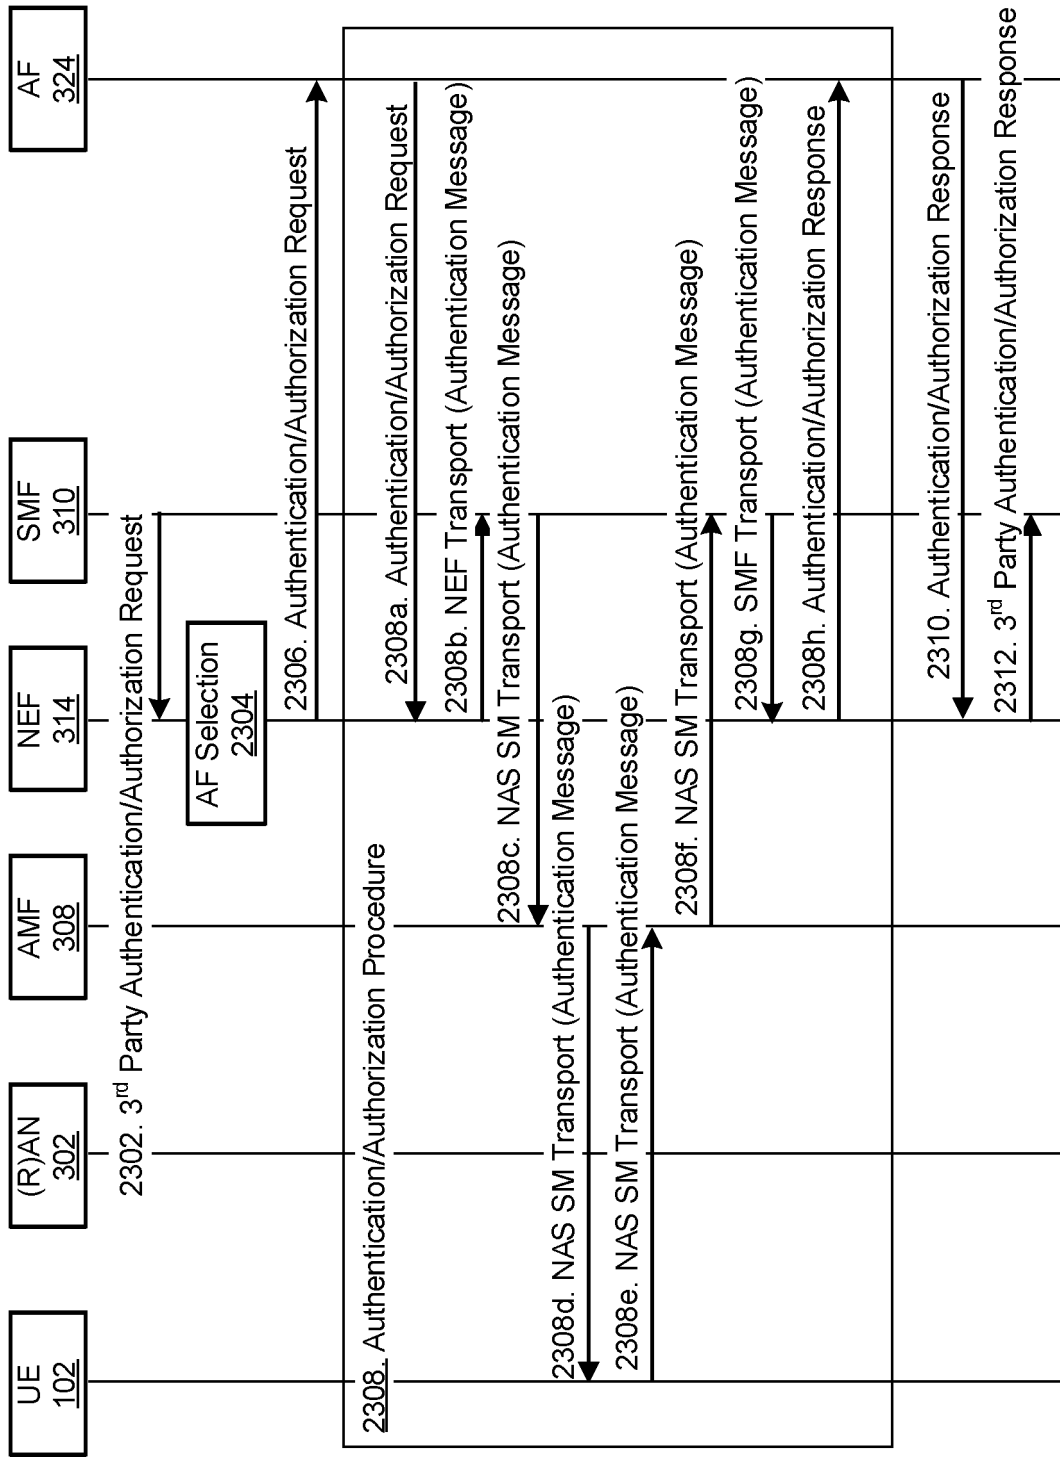 UE
102
(R)AN
302
AMF
308
NEF
314
SMF
310
AF
324
2302. 3rd Party Authentication/Authorization Request
AF Selection
2304
2306. Authentication/Authorization Request
2308. Authentication/Authorization Procedure
2308a. Authentication/Authorization Request
2308b. NEF Transport (Authentication Message)
2308c. NAS SM Transport (Authentication Message)
2308d. NAS SM Transport (Authentication Message)
2308e. NAS SM Transport (Authentication Message)
2308f. NAS SM Transport (Authentication Message)
2308g. SMF Transport (Authentication Message)
2308h. Authentication/Authorization Response
2310. Authentication/Authorization Response
2312. 3rd Party Authentication/Authorization Response